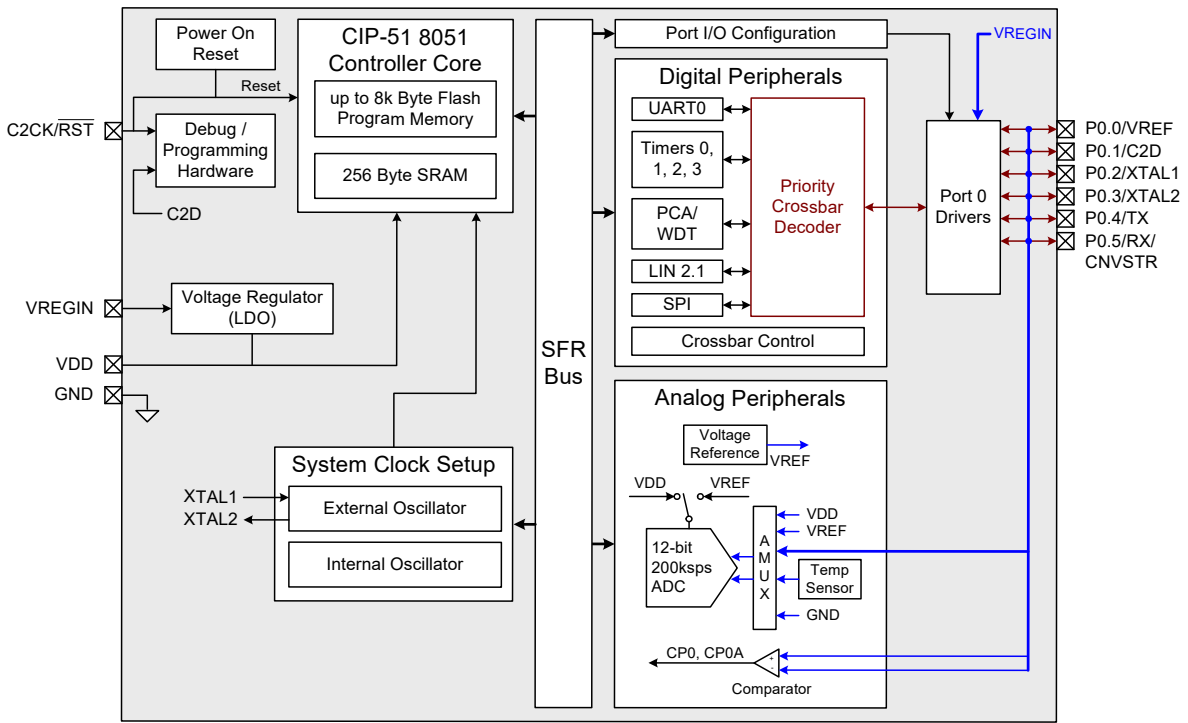 Power On
Reset
Reset
C2CK/RST
Debug /
Programming
Hardware
C2D
CIP-51 8051
Controller Core
up to 8k Byte Flash
Program Memory
256 Byte SRAM
VREGIN
Voltage Regulator
(LDO)
VDD
GND
System Clock Setup
XTAL1
XTAL2
External Oscillator
Internal Oscillator
SFR
Bus
Port I/O Configuration
Digital Peripherals
UART0
Timers 0,
1, 2, 3
PCA/
WDT
LIN 2.1
SPI
Priority
Crossbar
Decoder
Crossbar Control
VREGIN
Port 0
Drivers
P0.0/VREF
P0.1/C2D
P0.2/XTAL1
P0.3/XTAL2
P0.4/TX
P0.5/RX/
CNVSTR
Analog Peripherals
Voltage
Reference
VREF
VDD
VREF
12-bit
200ksps
ADC
A
M
U
X
VDD
VREF
Temp
Sensor
GND
CP0, CP0A
+
-
Comparator